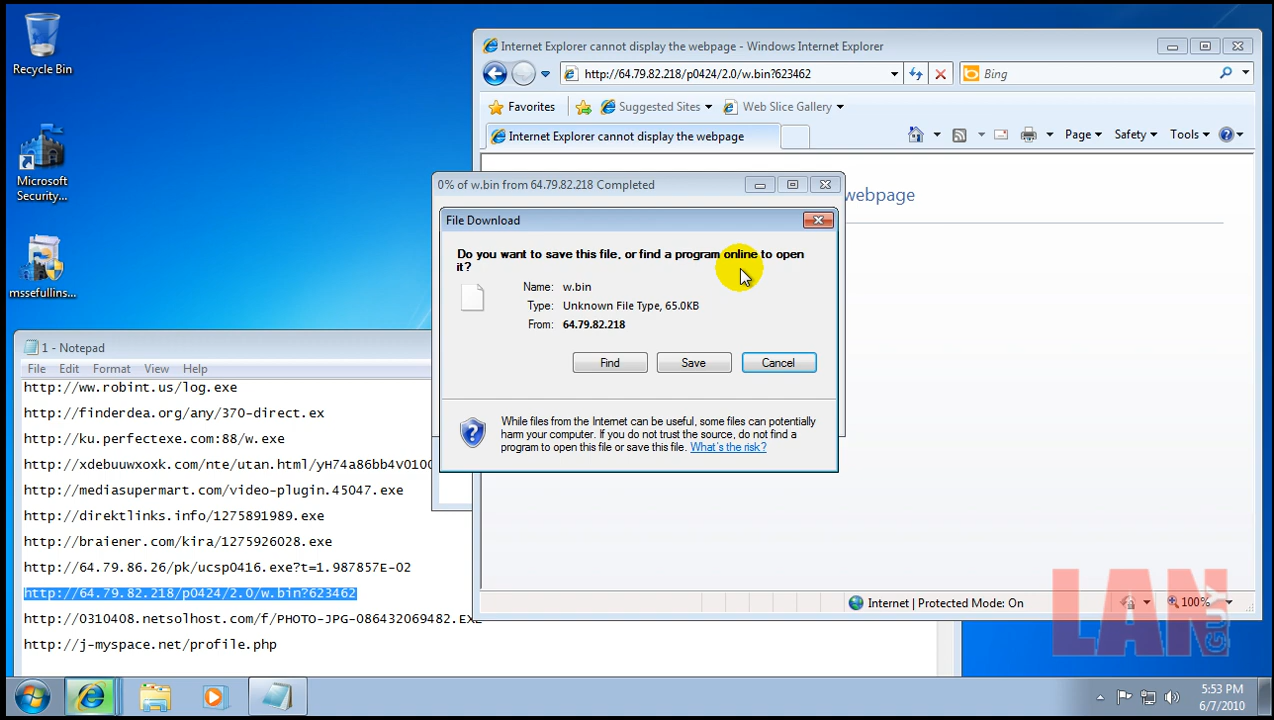 Recycle Bin
Microsoft
Security...
mssefullins...
Internet Explorer cannot display the webpage - Windows Internet Explorer
http://64.79.82.218/p0424/2.0/w.bin?623462
Bing
Favorites
Suggested Sites
Web Slice Gallery
Internet Explorer cannot display the webpage
Page
Safety
Tools
webpage
0% of w.bin from 64.79.82.218 Completed
File Download
Do you want to save this file, or find a program online to open
it?
Name: w.bin
Type: Unknown File Type, 65.0KB
From: 64.79.82.218
Find
Save
Cancel
While files from the Internet can be useful, some files can potentially
harm your computer. If you do not trust the source, do not find a
program to open this file or save this file. What's the risk?
1 - Notepad
File Edit Format View Help
http://ww.robint.us/log.exe
http://finderdea.org/any/370-direct.ex
http://ku.perfectexe.com:88/w.exe
http://xdebuuwxoxk.com/nte/utan.html/yH74a86bb4v0100
http://mediasupermart.com/video-plugin.45047.exe
http://direktlinks.info/1275891989.exe
http://braiener.com/kira/1275926028.exe
http://64.79.86.26/pk/ucsp0416.exe?t=1.987857E-02
http://64.79.82.218/p0424/2.0/w.bin?623462
http://0310408.netsolhost.com/f/PHOTO-JPG-086432069482.EXE
http://j-myspace.net/profile.php
Internet | Protected Mode: On
100%
LAN
GUY
5:53 PM
6/7/2010